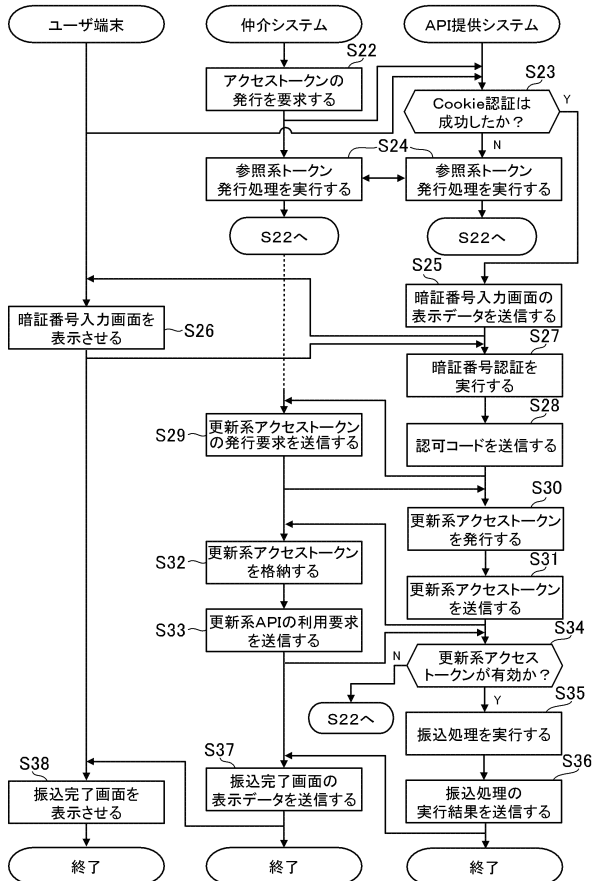 ユーザ端末
仲介システム
API提供システム
S22
アクセストークンの
発行を要求する
S23
Cookie認証は
成功したか?
Y
N
S24
参照系トークン
発行処理を実行する
参照系トークン
発行処理を実行する
S22へ
S22へ
S25
暗証番号入力画面の
表示データを送信する
暗証番号入力画面を
表示させる
S26
S27
暗証番号認証を
実行する
S28
認可コードを送信する
S29
更新系アクセストークン
の発行要求を送信する
S30
更新系アクセストークン
を発行する
S31
更新系アクセストークン
を送信する
S32
更新系アクセストークン
を格納する
S33
更新系APIの利用要求
を送信する
S34
更新系アクセス
トークンが有効か?
N
Y
S22へ
S35
振込処理を実行する
S36
振込処理の
実行結果を送信する
S37
振込完了画面の
表示データを送信する
S38
振込完了画面を
表示させる
終了
終了
終了